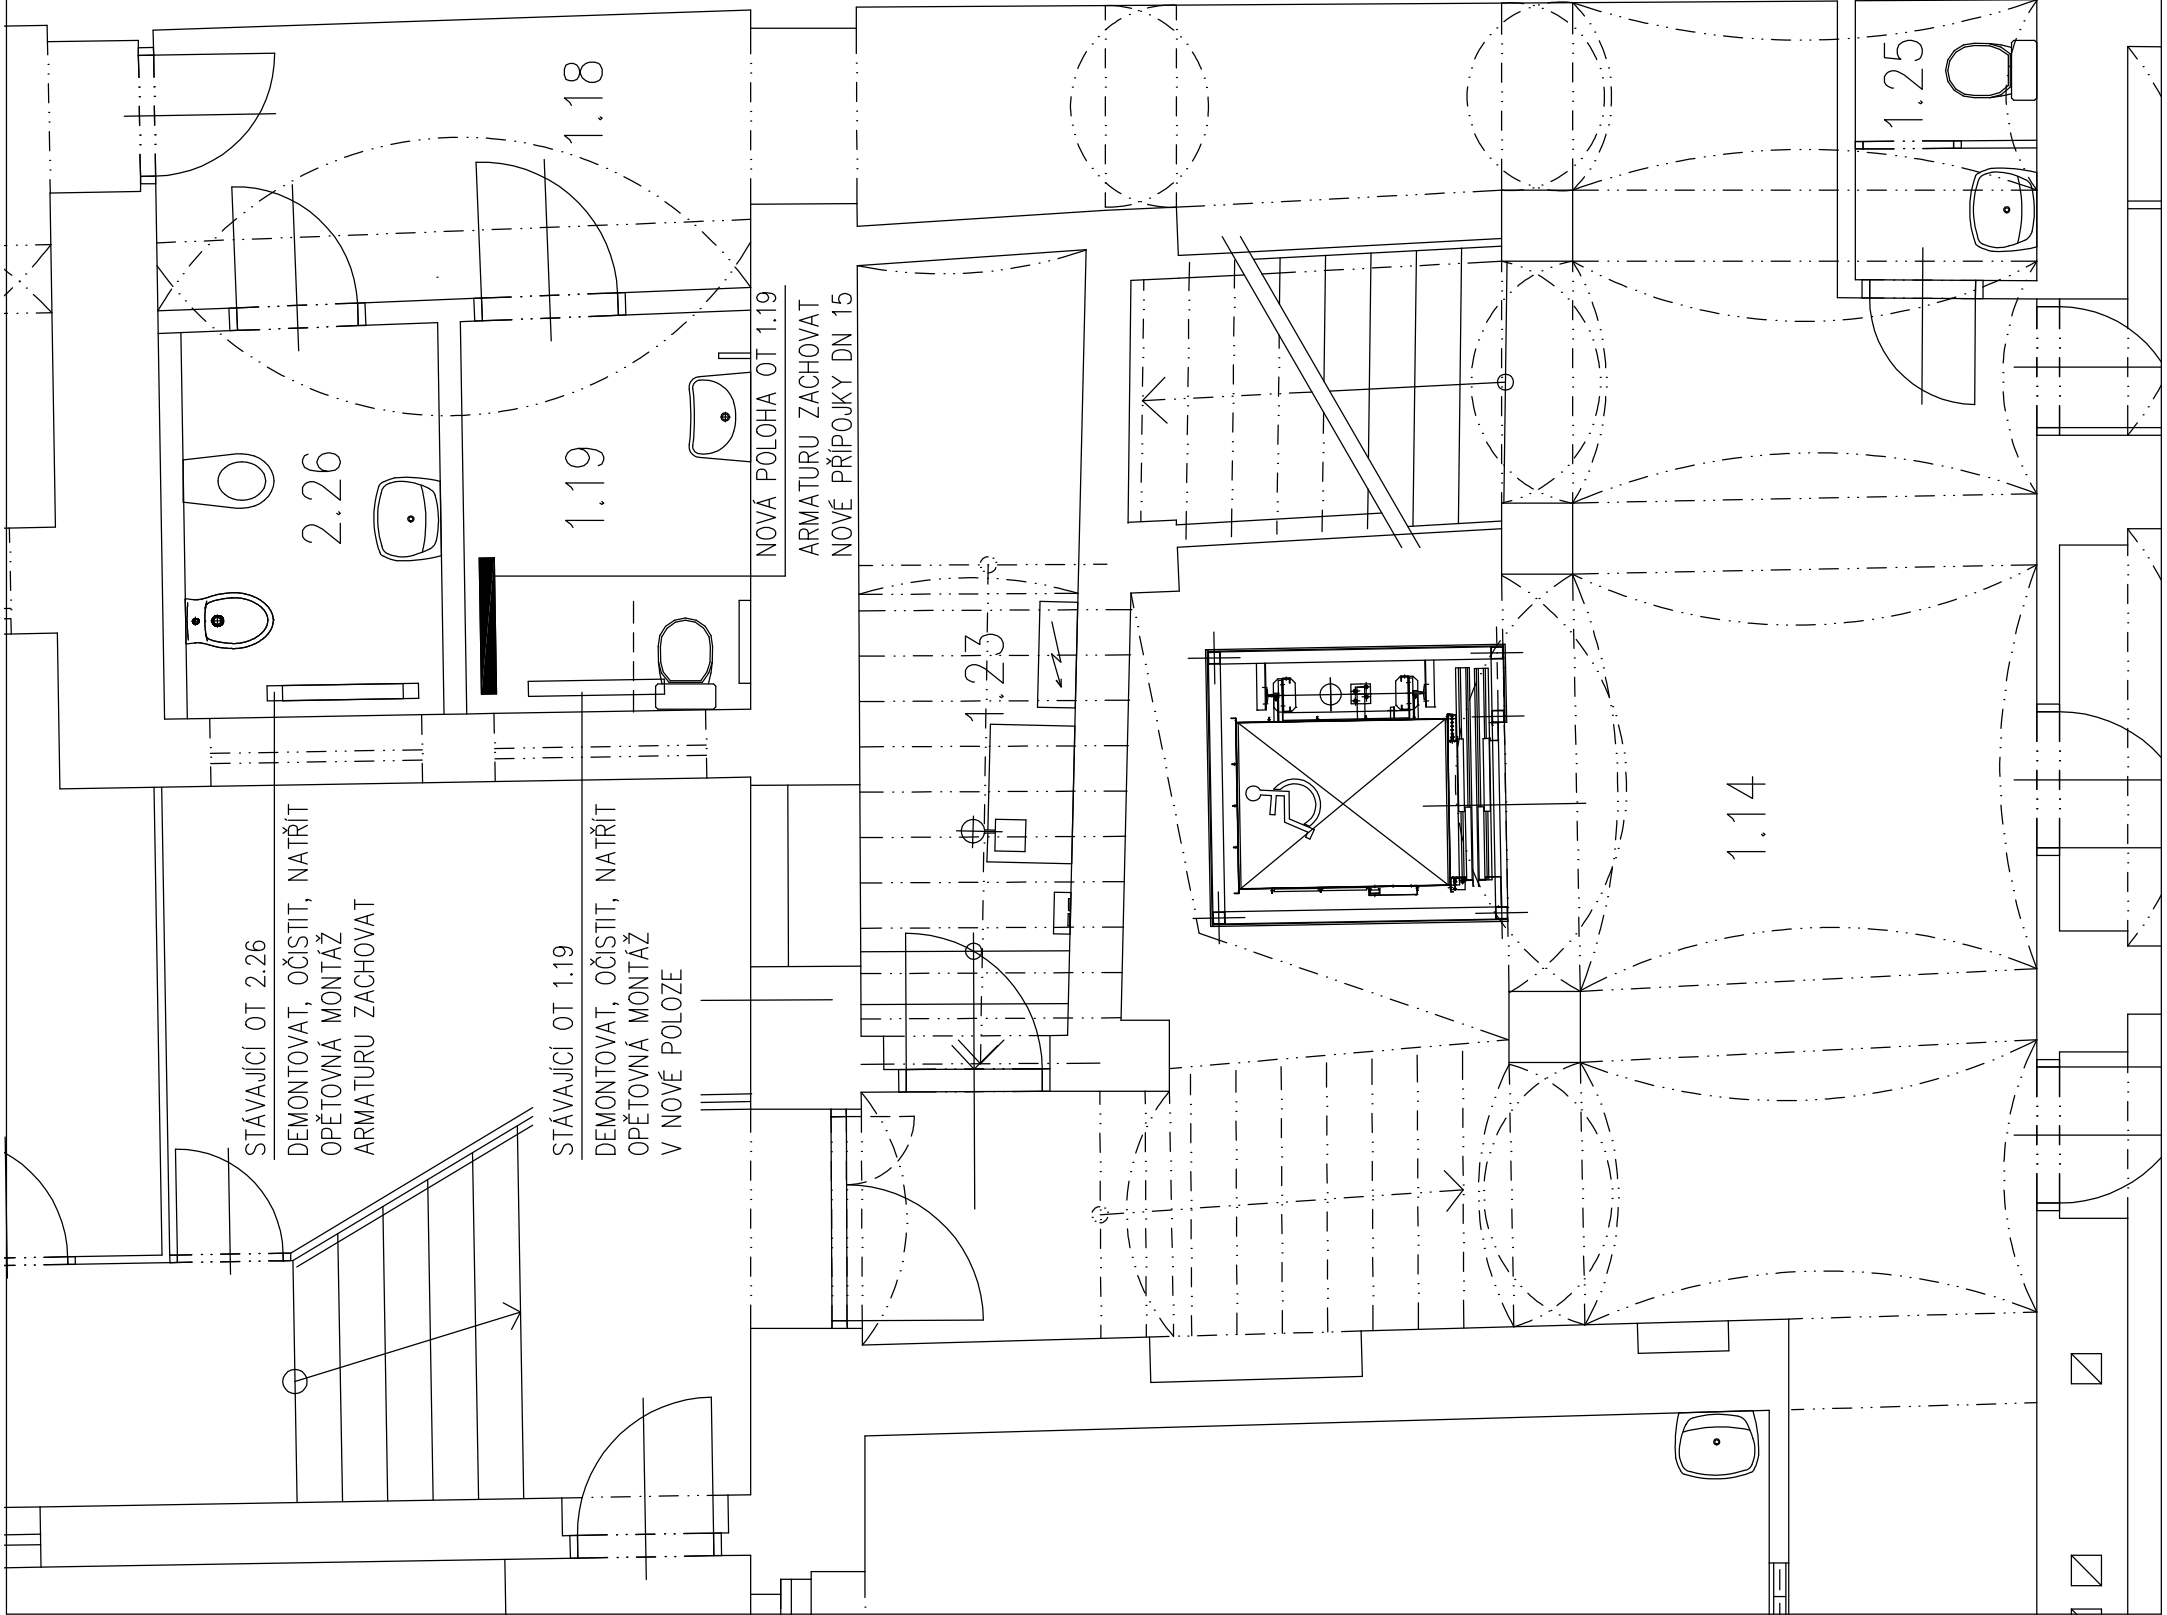 1.18
1.25
2.26
1.19
NOVÁ POLOHA OT 1.19
ARMATURU ZACHOVAT
NOVÉ PŘÍPOJKY DN 15
1.23
1.14
STÁVAJÍCÍ OT 2.26
DEMONTOVAT, OČISTIT, NATŘÍT
OPĚTOVNÁ MONTÁŽ
ARMATURU ZACHOVAT
STÁVAJÍCÍ OT 1.19
DEMONTOVAT, OČISTIT, NATŘÍT
OPĚTOVNÁ MONTÁŽ
V NOVÉ POLOZE